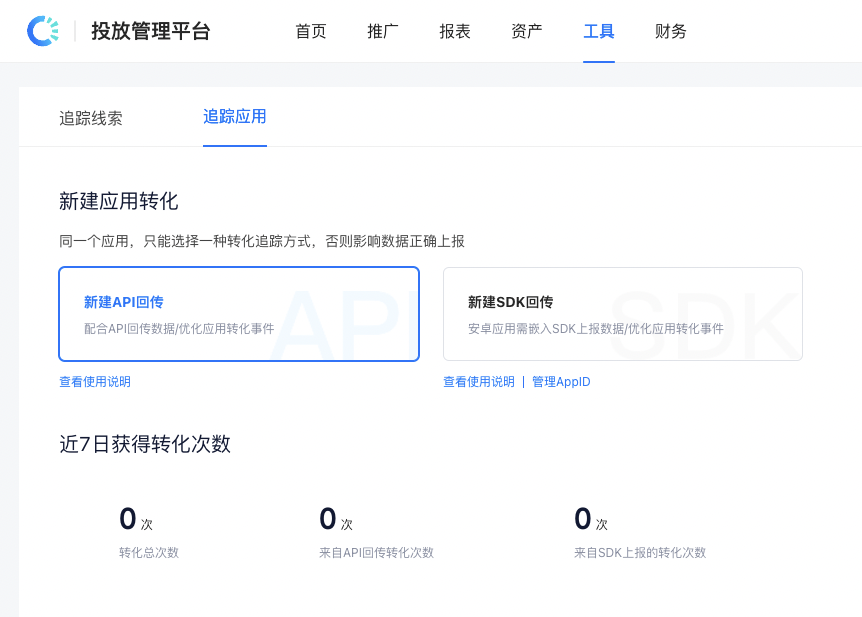 投放管理平台 首页 推广 报表 资产 工具 财务
追踪线索 追踪应用
新建应用转化
同一个应用，只能选择一种转化追踪方式，否则影响数据正确上报
API
新建API回传
配合API回传数据/优化应用转化事件
SDK
新建SDK回传
安卓应用需嵌入SDK上报数据/优化应用转化事件
查看使用说明
查看使用说明 | 管理AppID
近7日获得转化次数
0 次
转化总次数
0 次
来自API回传转化次数
0 次
来自SDK上报的转化次数